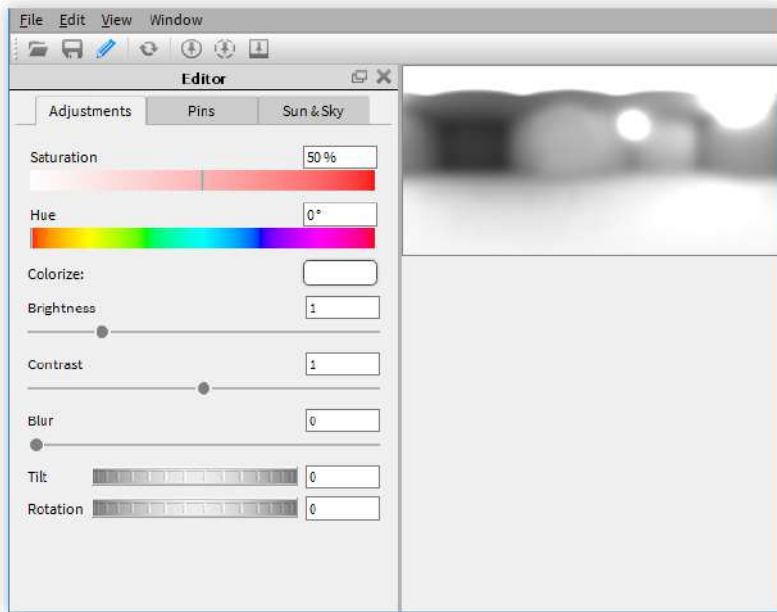 File Edit View Window
Editor
Adjustments Pins Sun & Sky
Saturation 50 %
Hue 0°
Colorize:
Brightness 1
Contrast 1
Blur 0
Tilt 0
Rotation 0